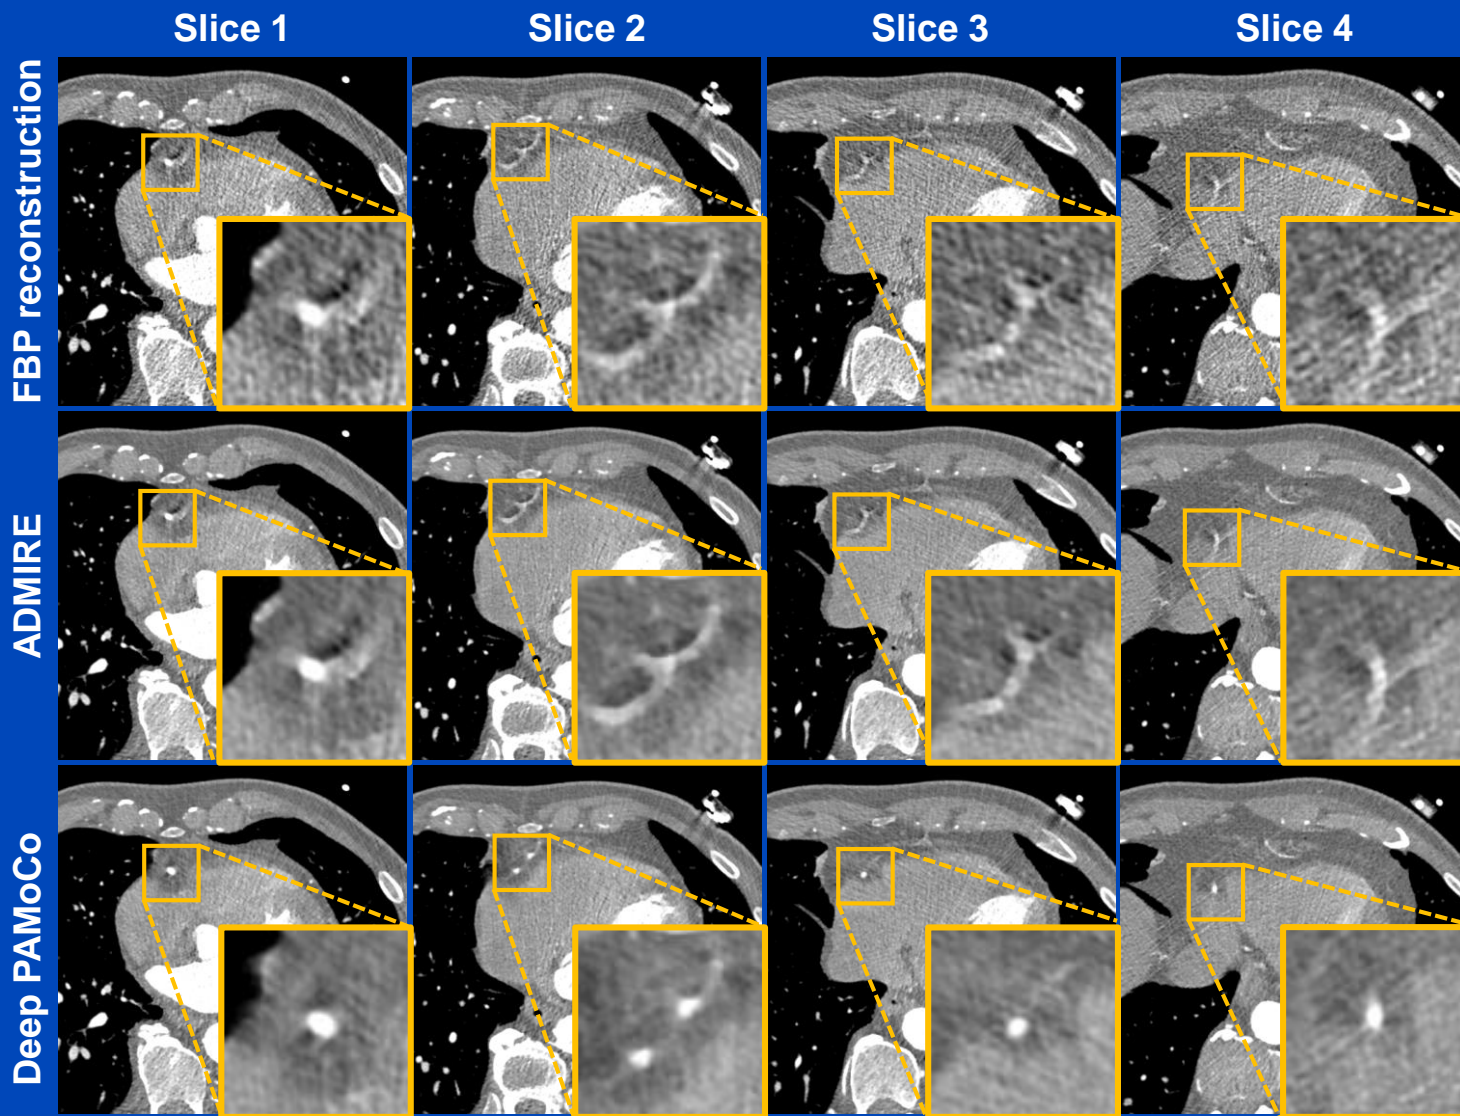 Slice 1
Slice 2
Slice 3
Slice 4
FBP reconstruction
ADMIRE
Deep PAMoCo